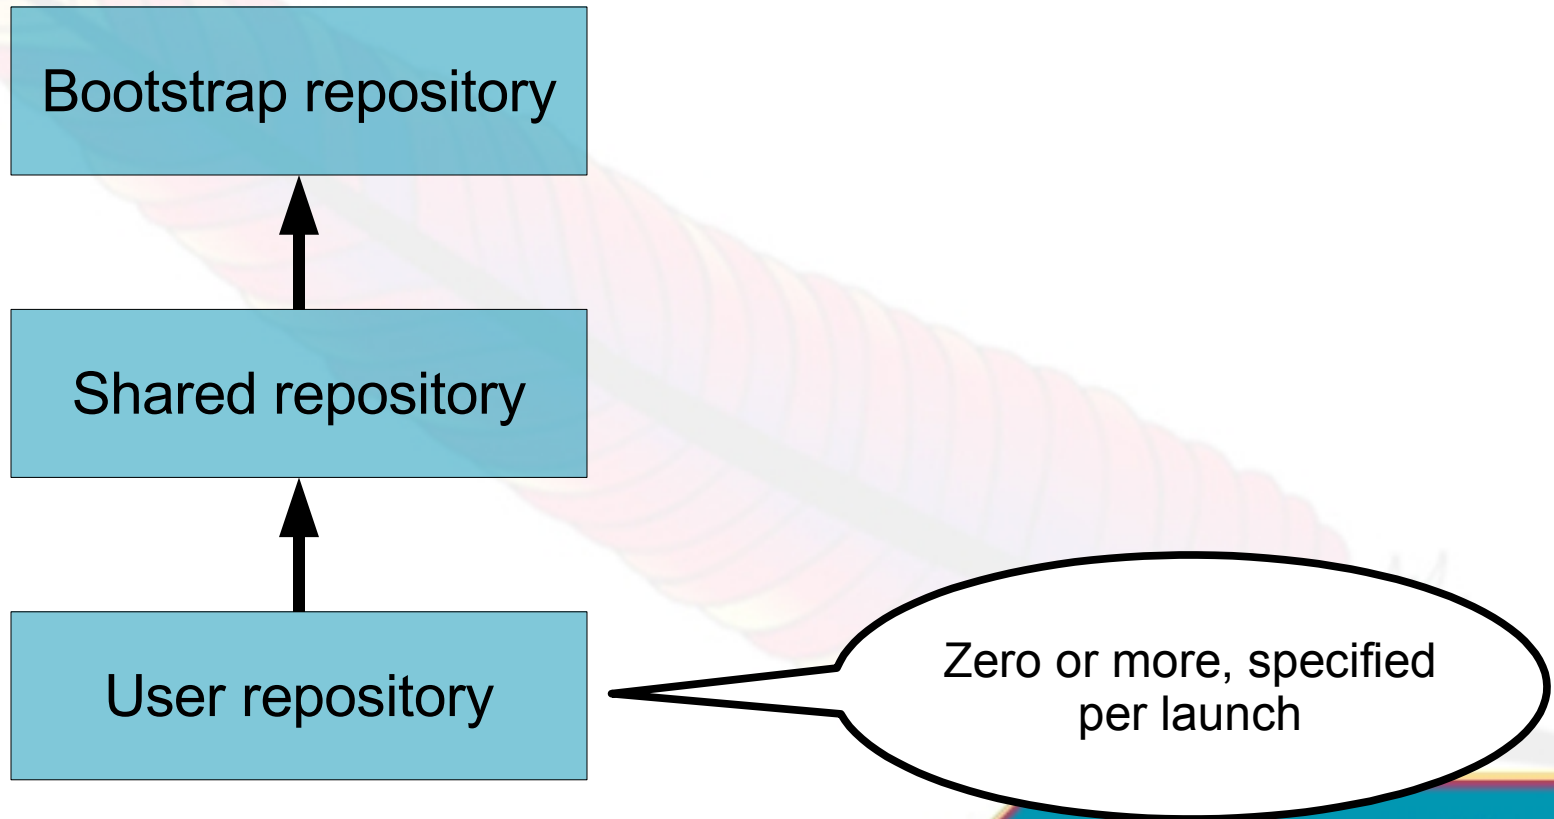 Bootstrap repository
Shared repository
User repository
Zero or more, specified
per launch